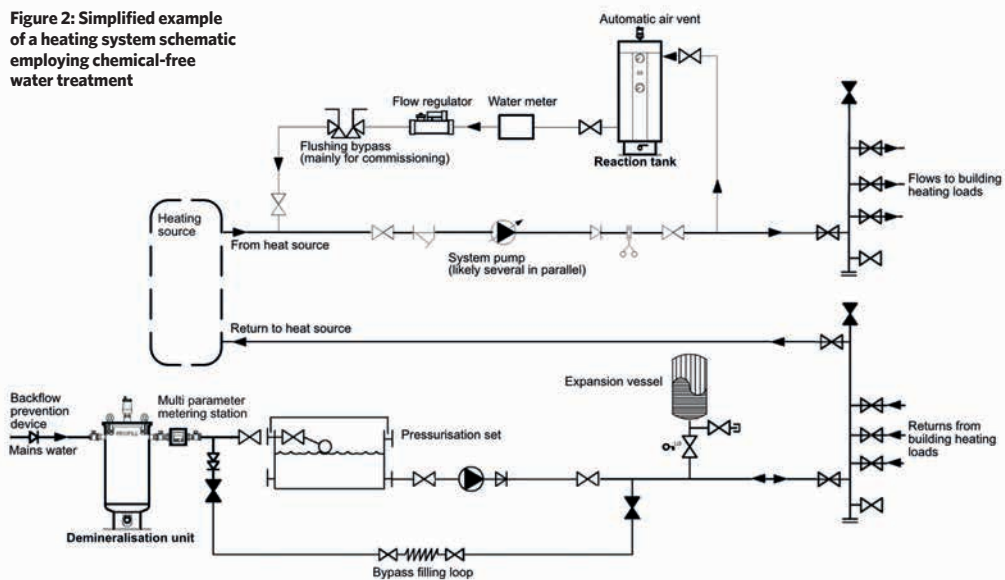 Figure 2: Simplified example
of a heating system schematic
employing chemical-free
water treatment
Automatic air vent
Flow regulator
Water meter
Flushing bypass
(mainly for commissioning)
Reaction tank
Heating
source
From heat source
System pump
(likely several in parallel)
Flows to building
heating loads
Return to heat source
Expansion vessel
Backflow
prevention
device
Multi parameter
metering station
Mains water
Pressurisation set
Returns from
building heating
loads
Demineralisation unit
Bypass filling loop